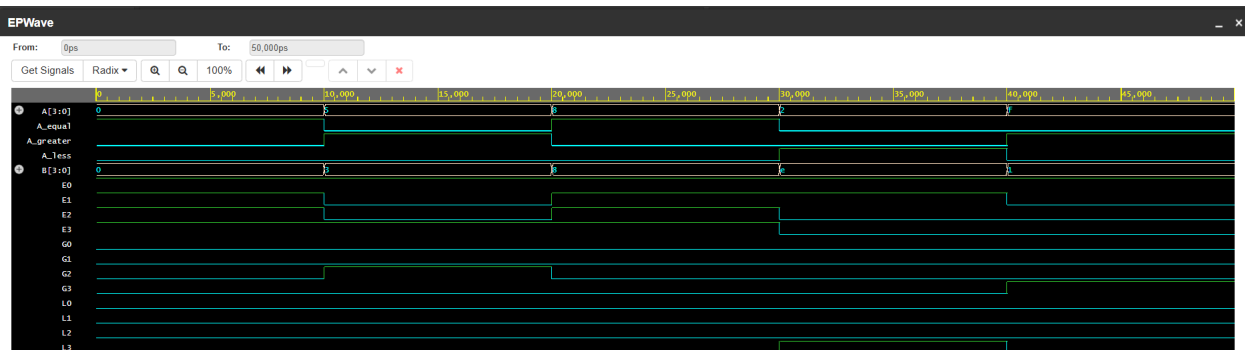 EPWave
From: 0ps To: 50,000ps
Get Signals Radix 100%
0 5,000 10,000 15,000 20,000 25,000 30,000 35,000 40,000 45,000
A[3:0] 0 5 8 2 f
A_equal
A_greater
A_less
B[3:0] 0 3 8 e 1
E0
E1
E2
E3
G0
G1
G2
G3
L0
L1
L2
L3